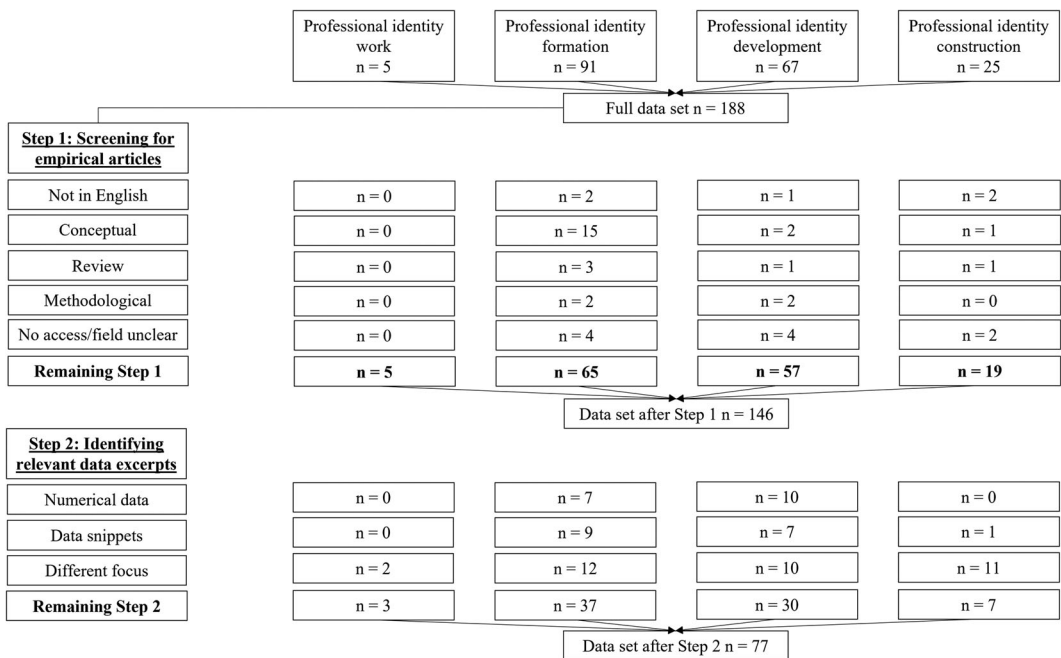 Professional identity
work
n = 5
Professional identity
formation
n = 91
Professional identity
development
n = 67
Professional identity
construction
n = 25
Full data set n = 188
Step 1: Screening for
empirical articles
Not in English
n = 0
n = 2
n = 1
n = 2
Conceptual
n = 0
n = 15
n = 2
n = 1
Review
n = 0
n = 3
n = 1
n = 1
Methodological
n = 0
n = 2
n = 2
n = 0
No access/field unclear
n = 0
n = 4
n = 4
n = 2
Remaining Step 1
n = 5
n = 65
n = 57
n = 19
Data set after Step 1 n = 146
Step 2: Identifying
relevant data excerpts
Numerical data
n = 0
n = 7
n = 10
n = 0
Data snippets
n = 0
n = 9
n = 7
n = 1
Different focus
n = 2
n = 12
n = 10
n = 11
Remaining Step 2
n = 3
n = 37
n = 30
n = 7
Data set after Step 2 n = 77